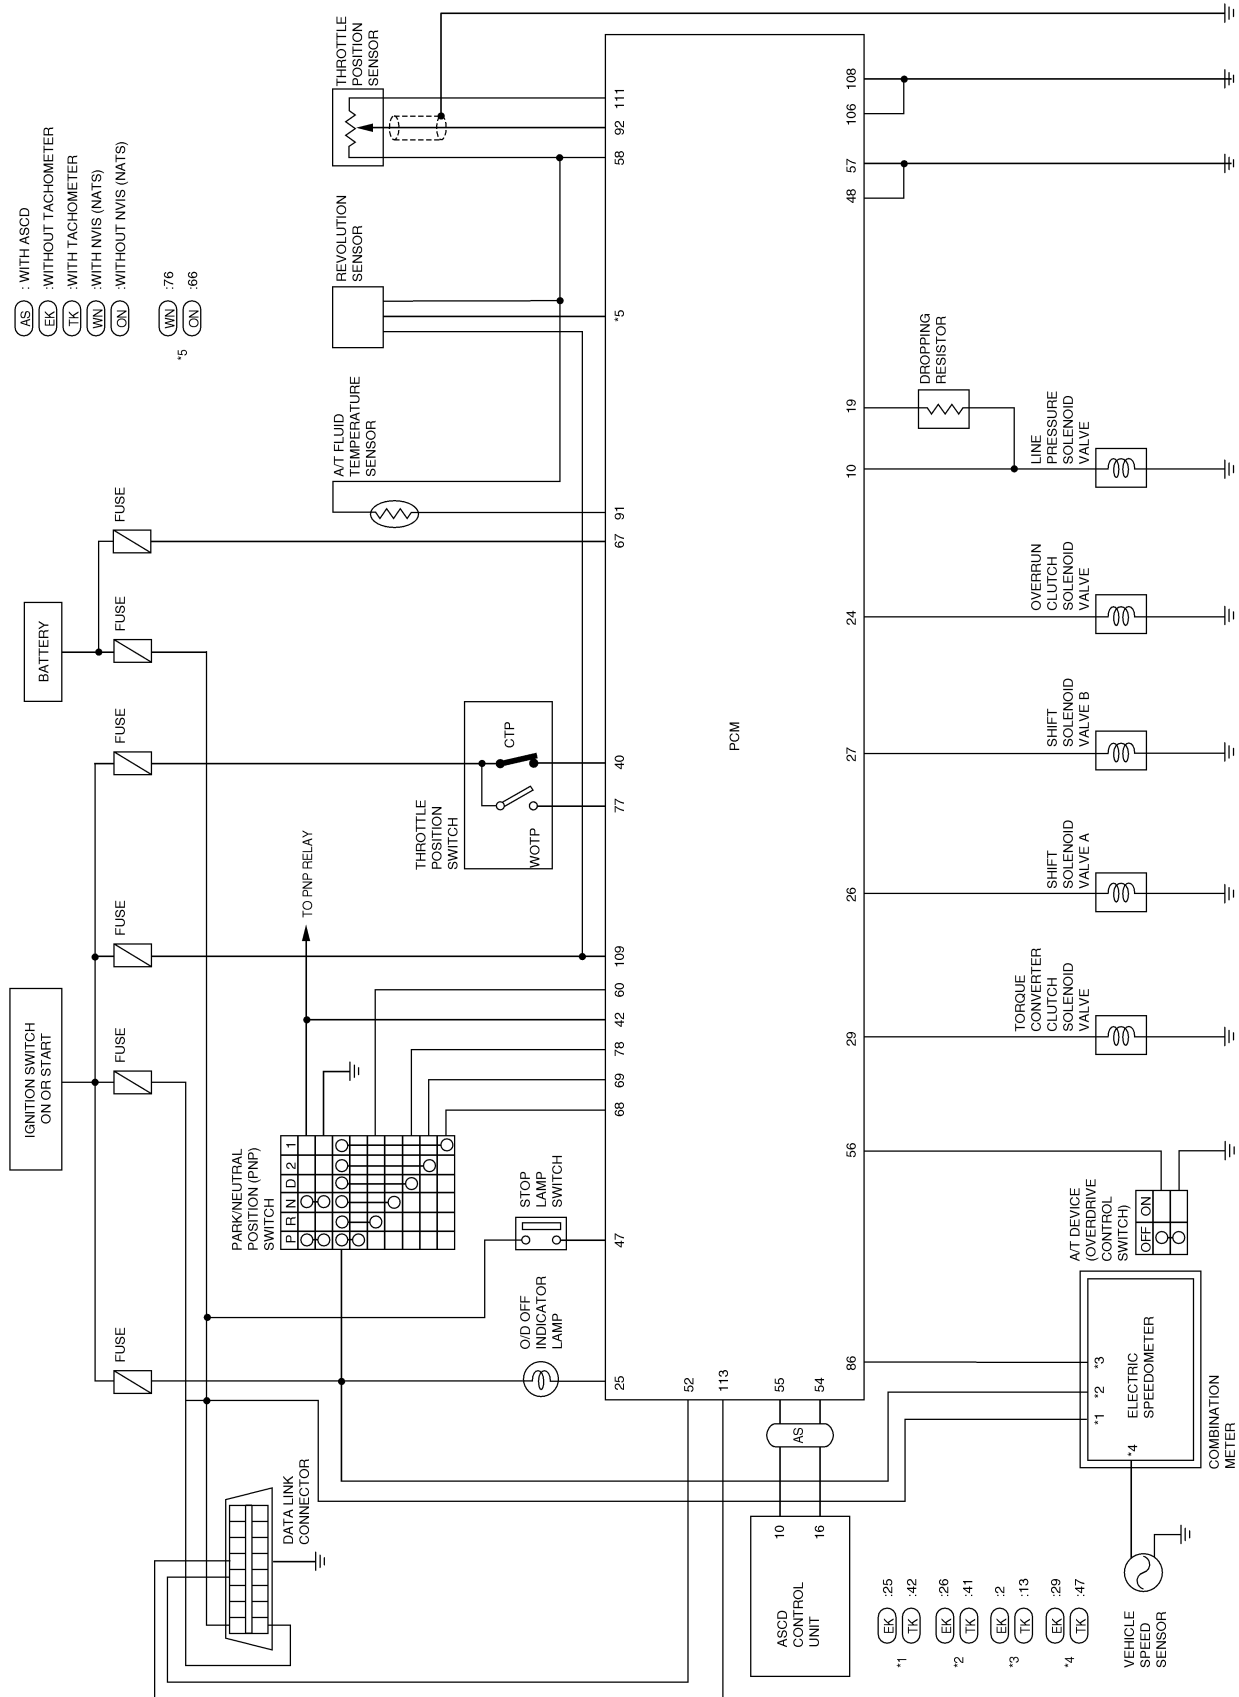 IGNITION SWITCH
ON OR START
BATTERY
AS : WITH ASCD
EK :WITHOUT TACHOMETER
TK :WITH TACHOMETER
WN :WITH NVIS (NATS)
ON :WITHOUT NVIS (NATS)
*5 WN :76
ON :66
FUSE
FUSE
FUSE
FUSE
FUSE
FUSE
FUSE
DATA LINK
CONNECTOR
PARK/NEUTRAL
POSITION (PNP)
SWITCH
P R N D 2 1
TO PNP RELAY
THROTTLE
POSITION
SWITCH
WOTP
CTP
A/T FLUID
TEMPERATURE
SENSOR
REVOLUTION
SENSOR
THROTTLE
POSITION
SENSOR
O/D OFF
INDICATOR
LAMP
STOP
LAMP
SWITCH
25
47
68
69
78
42
60
109
77
40
67
91
*5
58
92
111
52
113
55
54
PCM
AS
10
16
ASCD
CONTROL
UNIT
86
56
29
26
27
24
10
19
48
57
106
108
DROPPING
RESISTOR
TORQUE
CONVERTER
CLUTCH
SOLENOID
VALVE
SHIFT
SOLENOID
VALVE A
SHIFT
SOLENOID
VALVE B
OVERRUN
CLUTCH
SOLENOID
VALVE
LINE
PRESSURE
SOLENOID
VALVE
A/T DEVICE
(OVERDRIVE
CONTROL
SWITCH)
OFF ON
*1
*2
*3
*4
ELECTRIC
SPEEDOMETER
COMBINATION
METER
VEHICLE
SPEED
SENSOR
*1 EK :25
TK :42
*2 EK :26
TK :41
*3 EK :2
TK :13
*4 EK :29
TK :47